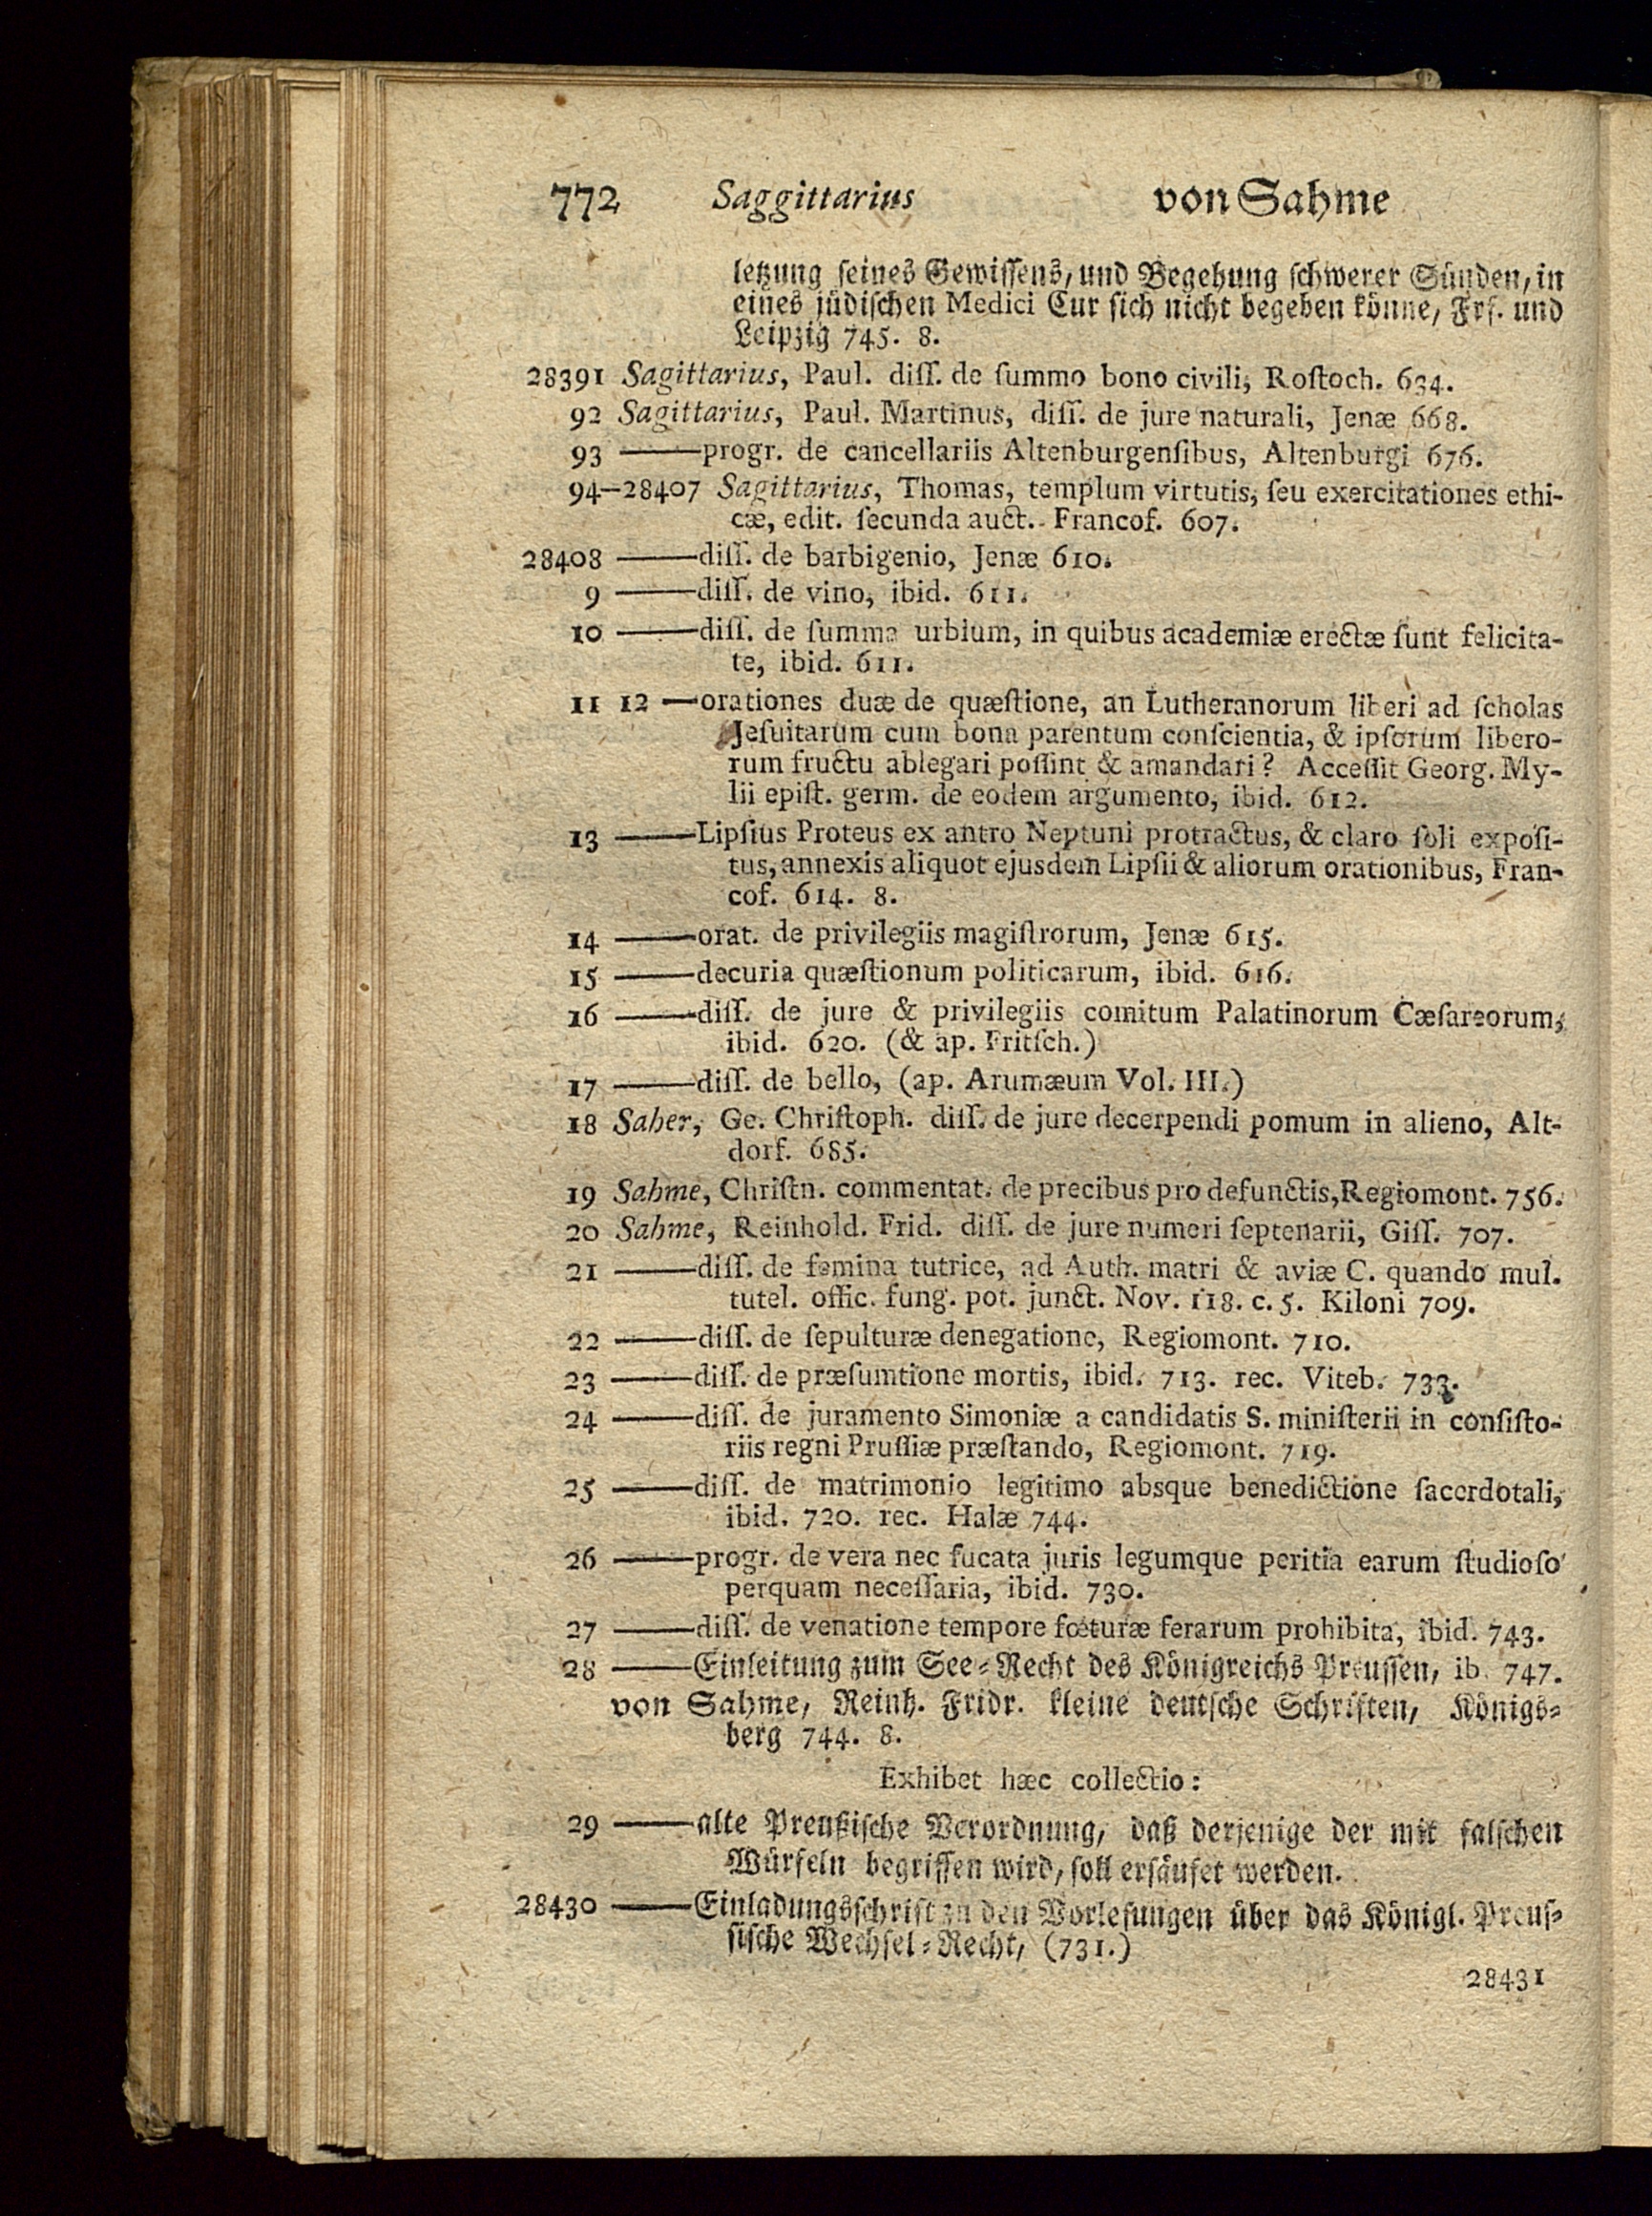 772 Saggittarius von Sahme
letzung seines Gewissens, und Begehung schwerer Sünden, in
eines jüdischen Medici Cur sich nicht begeben könne, Frf. und
Leipzig 745. 8.
28391 Sagittarius, Paul. diſſ. de ſummo bono civili, Roſtoch. 634.
92 Sagittarius, Paul. Martinus, diſſ. de jure naturali, Jenæ 668.
93 —— progr. de cancellariis Altenburgenſibus, Altenburgi 676.
94—28407 Sagittarius, Thomas, templum virtutis, ſeu exercitationes ethi-
cæ, edit. ſecunda auct. Francof. 607.
28408 —— diſſ. de barbigenio, Jenæ 610.
9 —— diſſ. de vino, ibid. 611.
10 —— diſſ. de ſumma urbium, in quibus academiæ erectæ ſunt felicita-
te, ibid. 611.
11 12 — orationes duæ de quæſtione, an Lutheranorum liberi ad ſcholas
Jeſuitarum cum bona parentum conſcientia, & ipſorum libero-
rum fructu ablegari poſſint & amandari? Acceſſit Georg. My-
lii epiſt. germ. de eodem argumento, ibid. 612.
13 —— Lipſius Proteus ex antro Neptuni protractus, & claro ſoli expoſi-
tus, annexis aliquot ejusdem Lipſii & aliorum orationibus, Fran-
cof. 614. 8.
14 —— orat. de privilegiis magiſtrorum, Jenæ 615.
15 —— decuria quæſtionum politicarum, ibid. 616.
16 —— diſſ. de jure & privilegiis comitum Palatinorum Cæſareorum,
ibid. 620. (& ap. Fritſch.)
17 —— diſſ. de bello, (ap. Arumæum Vol. III.)
18 Saher, Ge. Chriſtoph. diſſ. de jure decerpendi pomum in alieno, Alt-
dorf. 685.
19 Sahme, Chriſtn. commentat. de precibus pro defunctis, Regiomont. 756.
20 Sahme, Reinhold. Frid. diſſ. de jure numeri ſeptenarii, Giſſ. 707.
21 —— diſſ. de femina tutrice, ad Auth. matri & aviæ C. quando mul.
tutel. offic. fung. pot. junct. Nov. 118. c. 5. Kiloni 709.
22 —— diſſ. de ſepulturæ denegatione, Regiomont. 710.
23 —— diſſ. de præſumtione mortis, ibid. 713. rec. Viteb. 733.
24 —— diſſ. de juramento Simoniæ a candidatis S. miniſterii in conſiſto-
riis regni Pruſſiæ præſtando, Regiomont. 719.
25 —— diſſ. de matrimonio legitimo absque benedictione ſacerdotali,
ibid. 720. rec. Halæ 744.
26 —— progr. de vera nec fucata juris legumque peritia earum ſtudioſo
perquam neceſſaria, ibid. 730.
27 —— diſſ. de venatione tempore fœturæ ferarum prohibita, ibid. 743.
28 —— Einleitung zum See-Recht des Königreichs Preussen, ib. 747.
von Sahme, Reinh. Fridr. kleine deutsche Schriften, Königs-
berg 744. 8.
Exhibet hæc collectio:
29 —— alte Preußische Verordnung, daß derjenige der mit falschen
Würfeln begriffen wird, soll ersäufet werden.
28430 —— Einladungsschrift zu den Vorlesungen über das Königl. Preus-
sische Wechsel-Recht, (731.)
28431